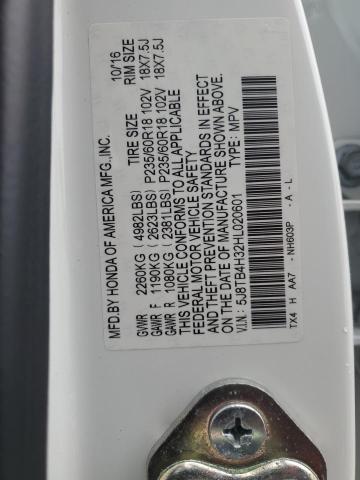 MFD.BY HONDA OF AMERICA MFG.,INC. 10/16
TIRE SIZE RIM SIZE
GVWR 2260KG (4982LBS)
GAWR F 1190KG (2623LBS) P235/60R18 102V 18X7.5J
GAWR R 1080KG (2381LBS) P235/60R18 102V 18X7.5J
THIS VEHICLE CONFORMS TO ALL APPLICABLE
FEDERAL MOTOR VEHICLE SAFETY
AND THEFT PREVENTION STANDARDS IN EFFECT
ON THE DATE OF MANUFACTURE SHOWN ABOVE.
V.I.N.: 5J8TB4H32HL020601 TYPE: MPV
TX4 H AA7 - NH603P - A - L